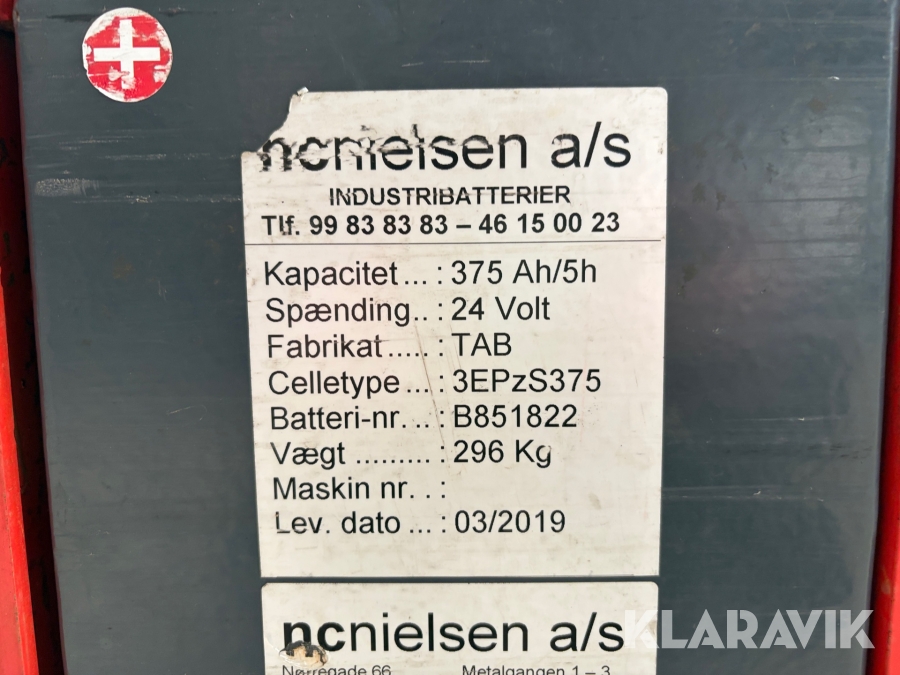 ncnielsen a/s
INDUSTRIBATTERIER
Tlf. 99 83 83 83 – 46 15 00 23
Kapacitet ... : 375 Ah/5h
Spænding.. : 24 Volt
Fabrikat ..... : TAB
Celletype ... : 3EPzS375
Batteri-nr... : B851822
Vægt ......... : 296 Kg
Maskin nr. . :
Lev. dato ... : 03/2019
ncnielsen a/s
KLARAVIK
Nørregade 66 Metalgangen 1 – 3